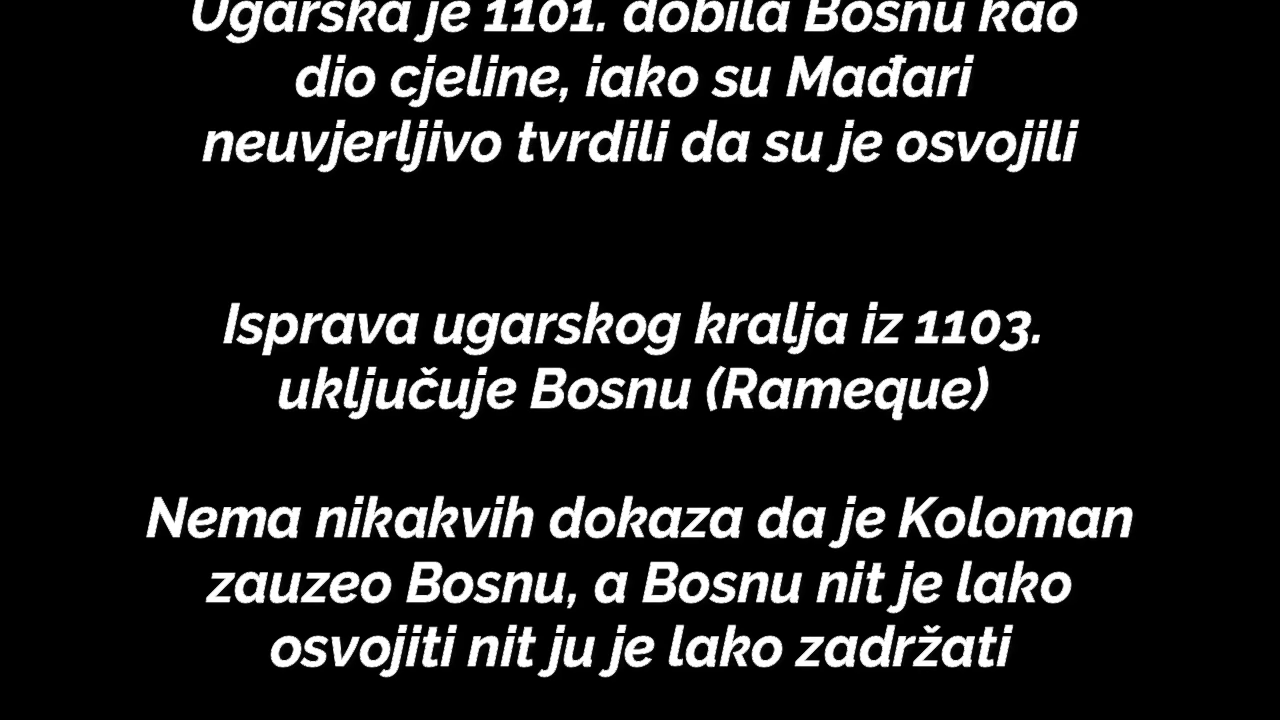 Ugarska je 1101. dobila Bosnu kao
dio cjeline, iako su Mađari
neuvjerljivo tvrdili da su je osvojili
Isprava ugarskog kralja iz 1103.
uključuje Bosnu (Rameque)
Nema nikakvih dokaza da je Koloman
zauzeo Bosnu, a Bosnu nit je lako
osvojiti nit ju je lako zadržati